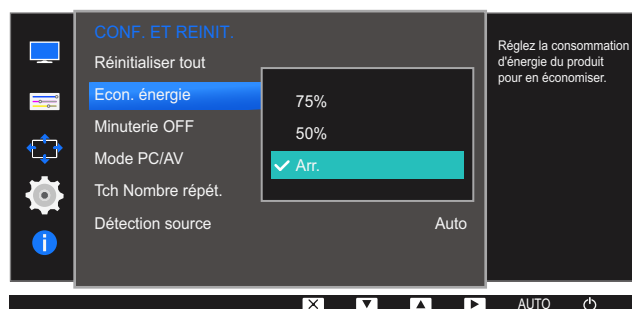 CONF. ET REINIT.
Réinitialiser tout
Econ. énergie
Minuterie OFF
Mode PC/AV
Tch Nombre répét.
Détection source
Auto
75%
50%
Arr.
Réglez la consommation
d'énergie du produit
pour en économiser.
AUTO